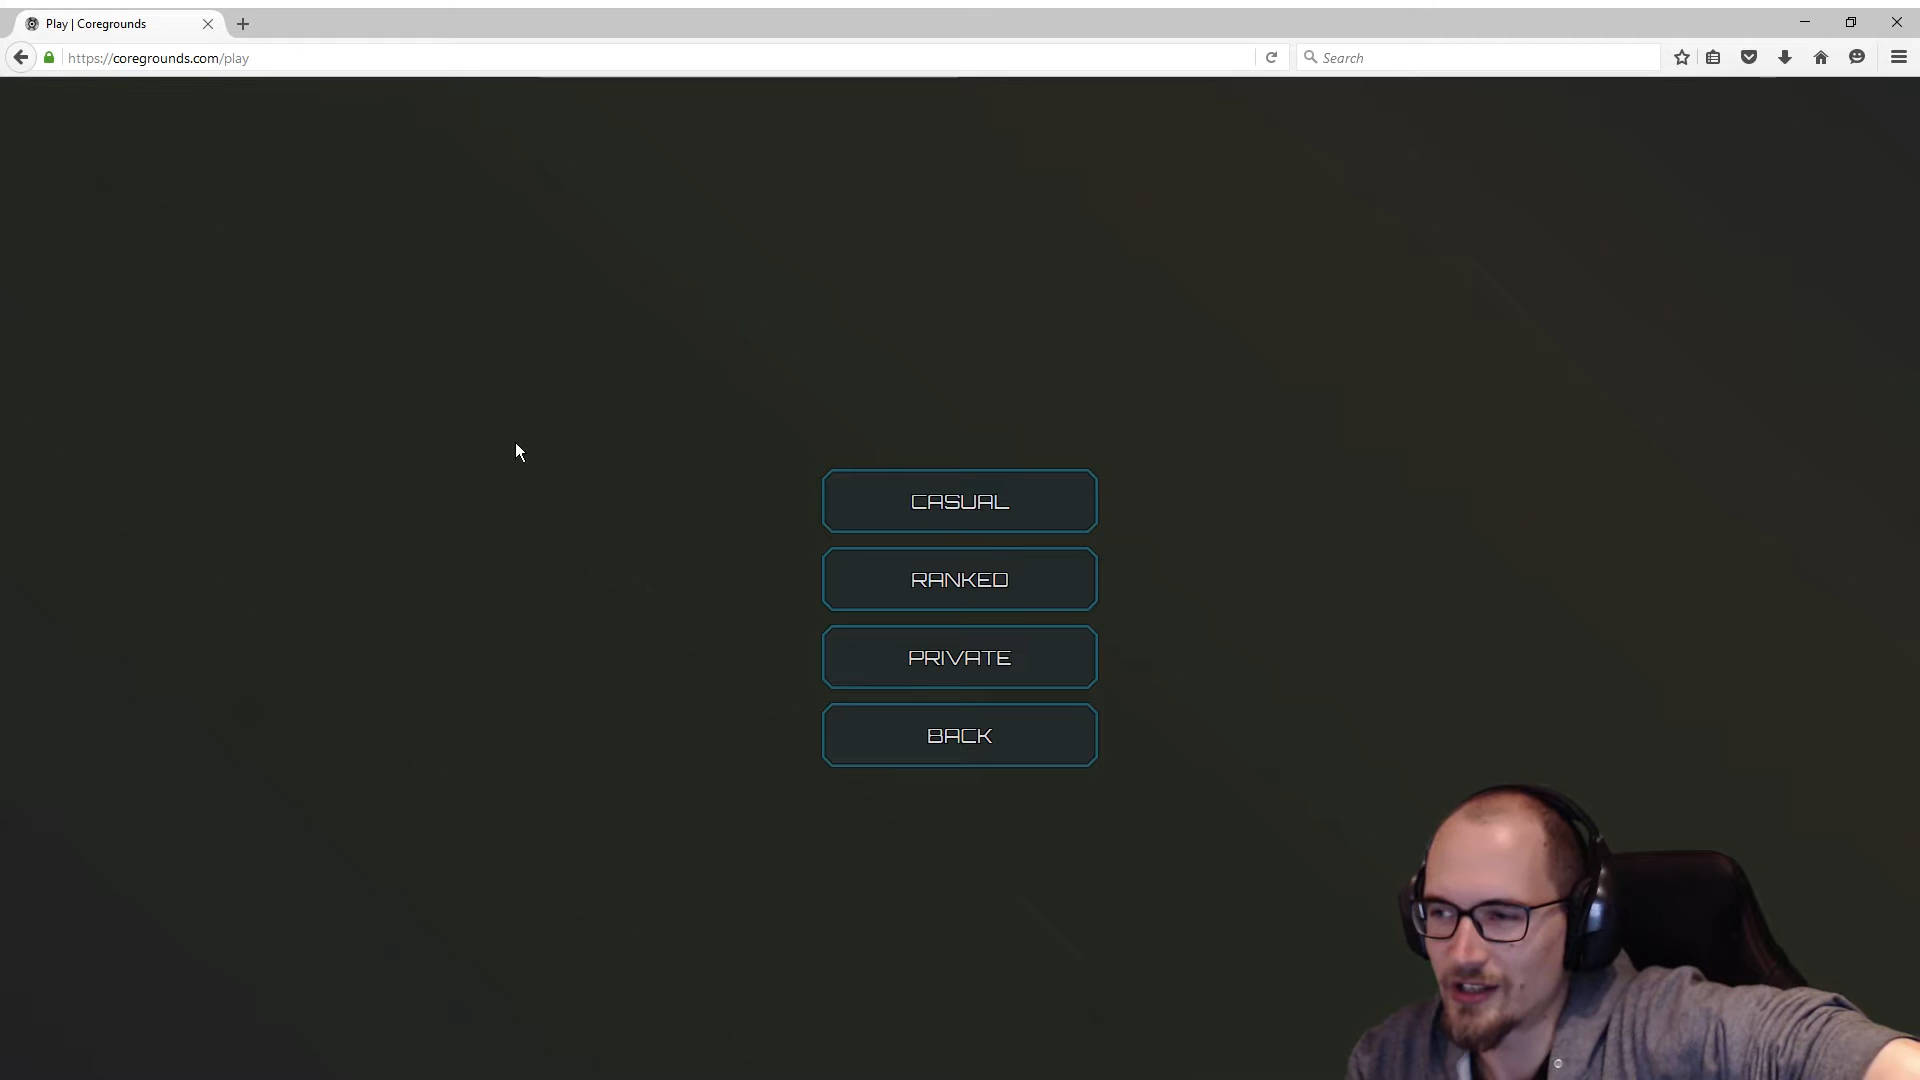 Play | Coregrounds
https://coregrounds.com/play
Search
CASUAL
RANKED
PRIVATE
BACK